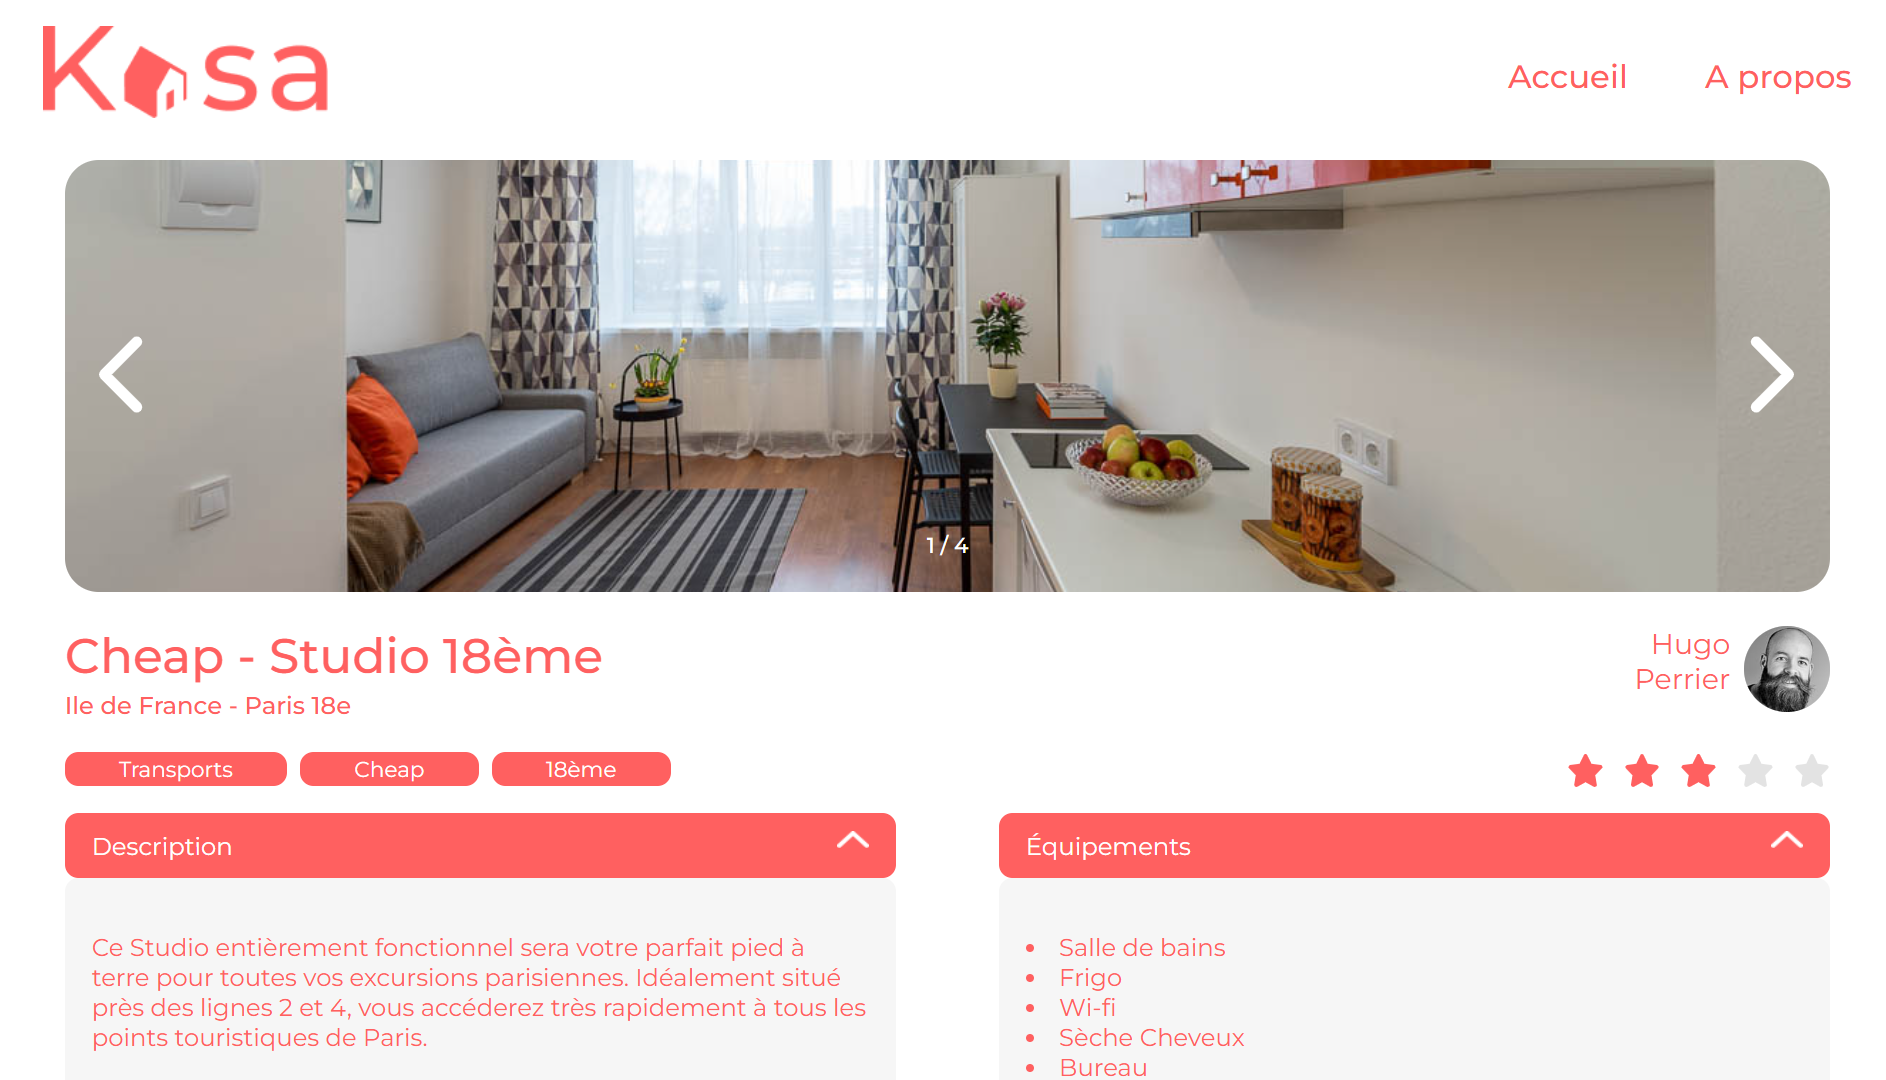 Kasa
Accueil
A propos
1 / 4
Cheap - Studio 18ème
Ile de France - Paris 18e
Hugo
Perrier
Transports
Cheap
18ème
Description
Ce Studio entièrement fonctionnel sera votre parfait pied à
terre pour toutes vos excursions parisiennes. Idéalement situé
près des lignes 2 et 4, vous accéderez très rapidement à tous les
points touristiques de Paris.
Équipements
Salle de bains
Frigo
Wi-fi
Sèche Cheveux
Bureau